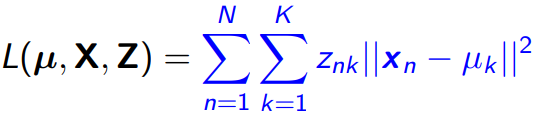 L(μ, X, Z) = ∑_{n=1}^{N} ∑_{k=1}^{K} z_{nk}||x_n − μ_k||²